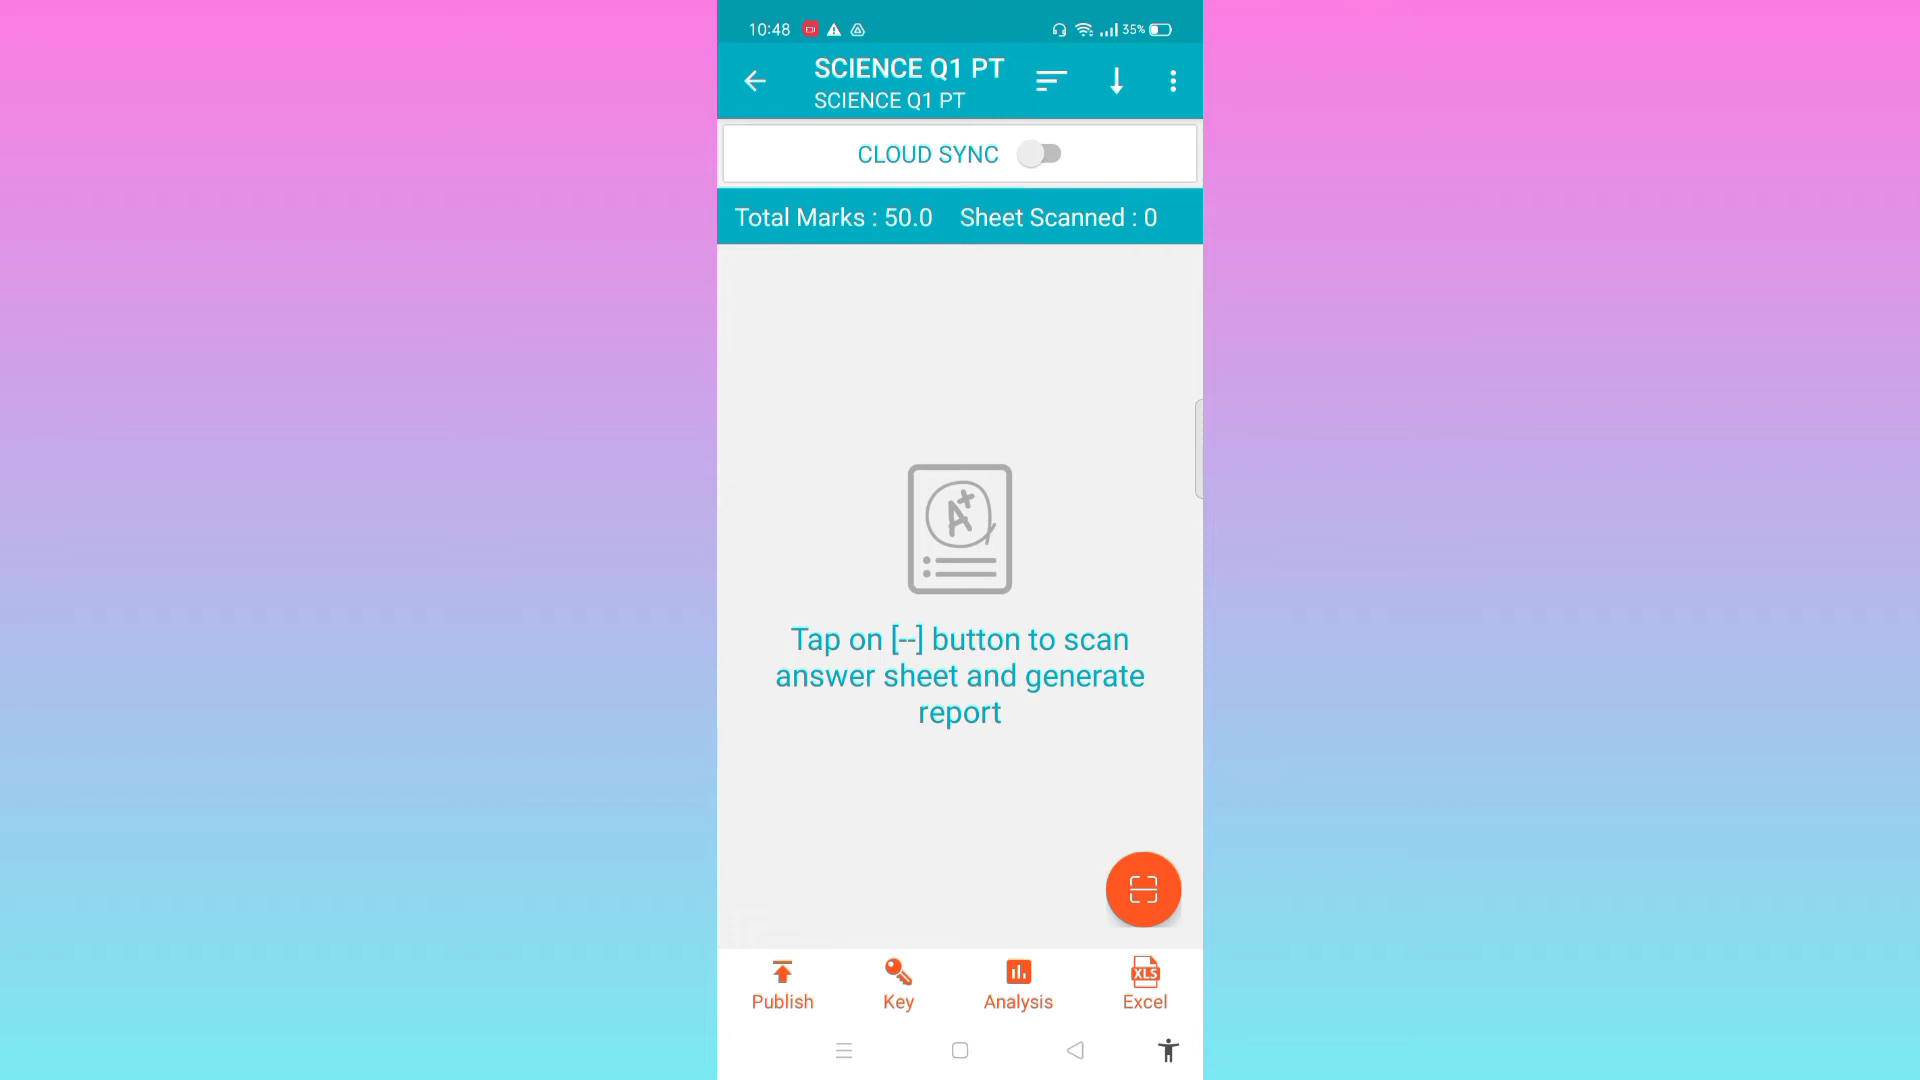 10:48 35%
SCIENCE Q1 PT
SCIENCE Q1 PT
CLOUD SYNC
Total Marks : 50.0 Sheet Scanned : 0
A+
Tap on [--] button to scan
answer sheet and generate
report
XLS
Publish Key Analysis Excel